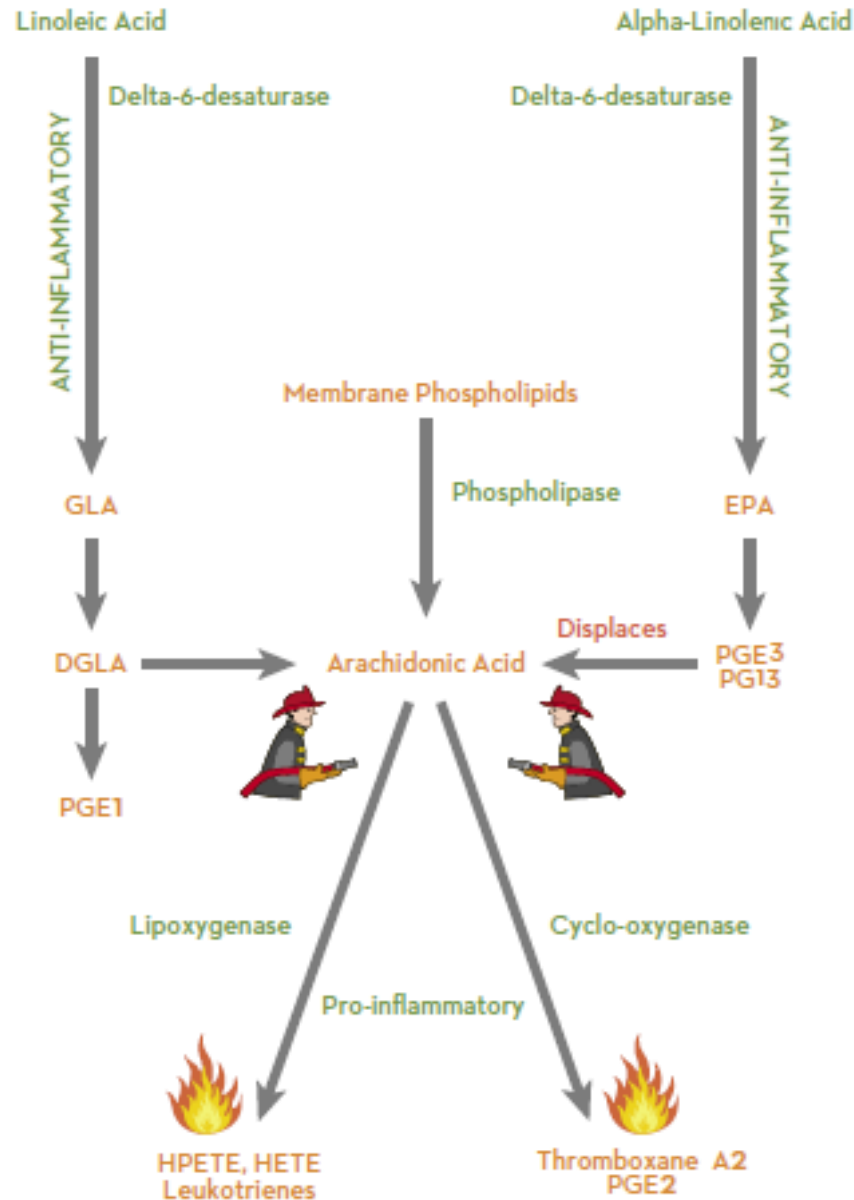 Linoleic Acid
Alpha-Linolenic Acid
Delta-6-desaturase
Delta-6-desaturase
ANTI-INFLAMMATORY
ANTI-INFLAMMATORY
Membrane Phospholipids
Phospholipase
GLA
EPA
Displaces
DGLA
Arachidonic Acid
PGE3
PG13
PGE1
Lipoxygenase
Cyclo-oxygenase
Pro-inflammatory
HPETE, HETE
Leukotrienes
Thromboxane A2
PGE2